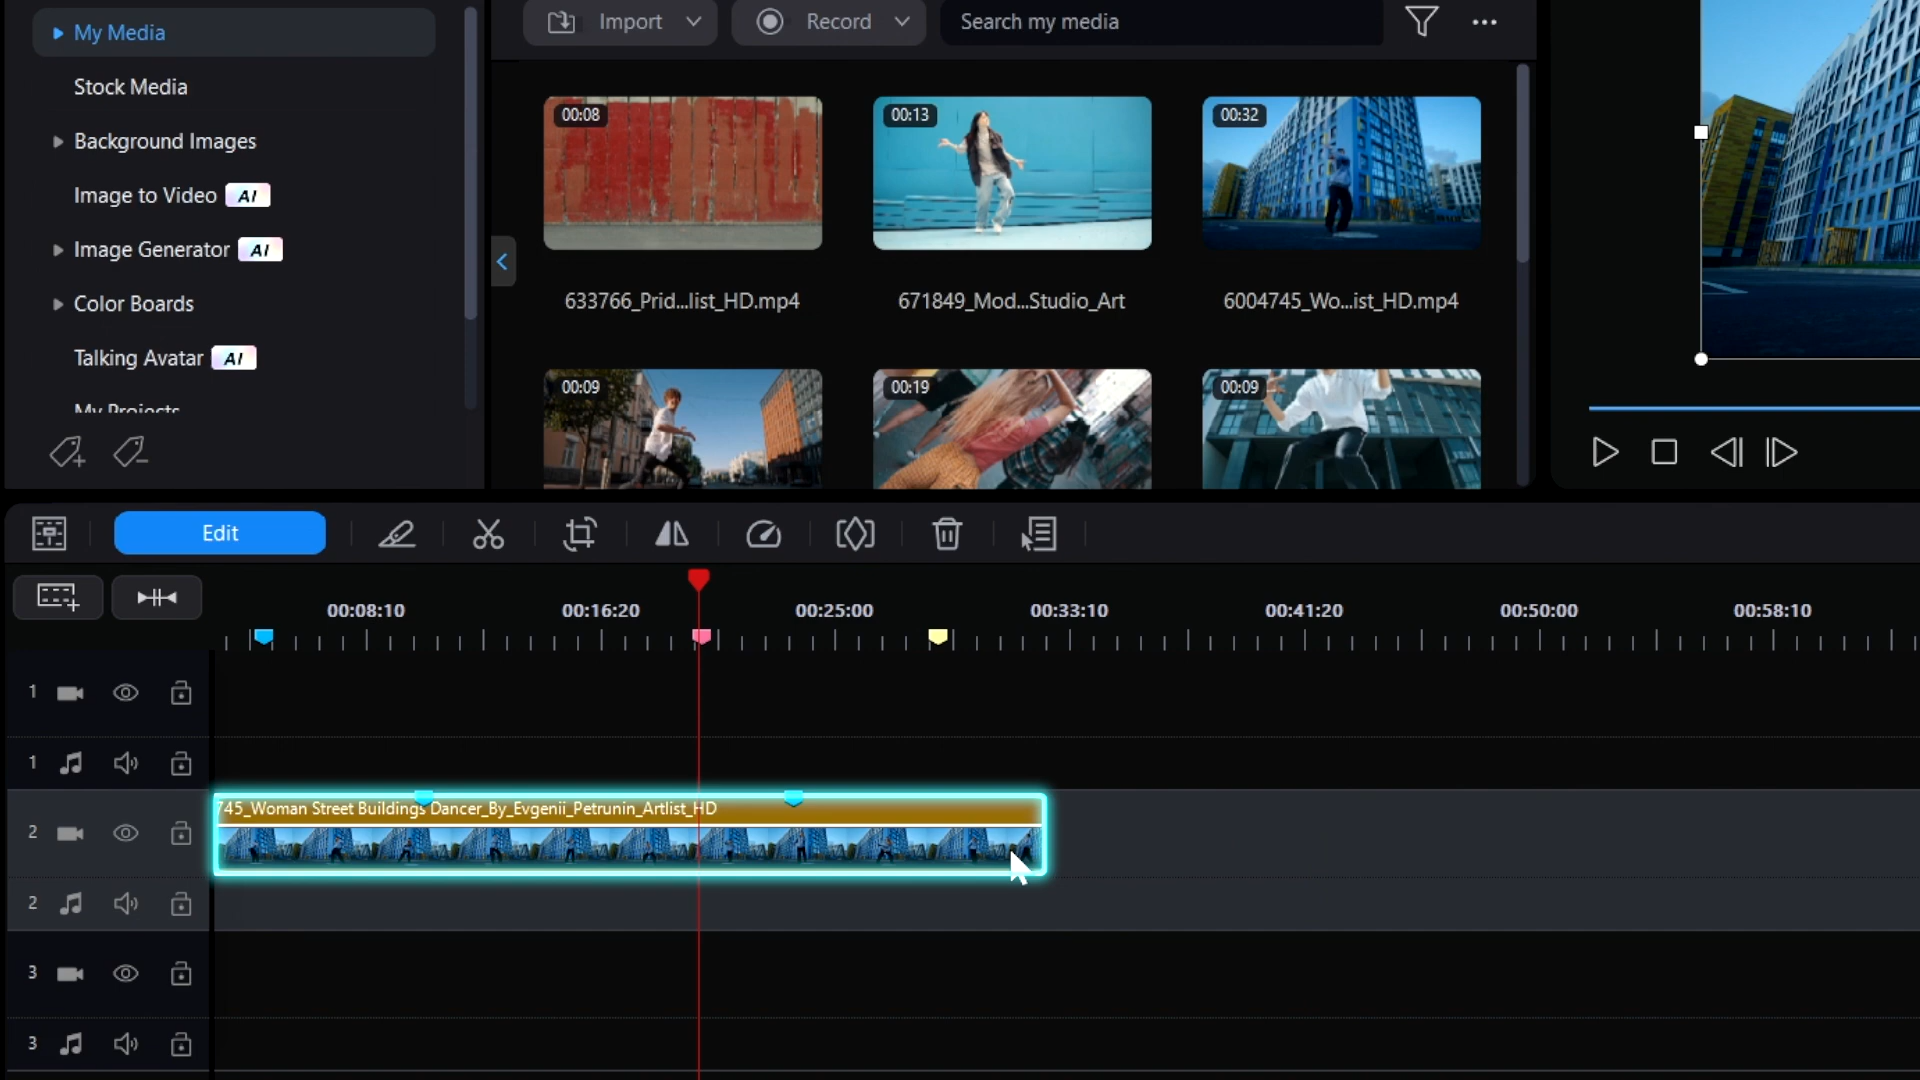 My Media
Stock Media
Background Images
Image to Video AI
Image Generator AI
Color Boards
Talking Avatar AI
My Projects
Import
Record
Search my media
00:08
00:13
00:32
633766_Prid...list_HD.mp4
671849_Mod...Studio_Art
6004745_Wo...ist_HD.mp4
00:09
00:19
00:09
Edit
00:08:10
00:16:20
00:25:00
00:33:10
00:41:20
00:50:00
00:58:10
1
1
745_Woman Street Buildings Dancer_By_Evgenii_Petrunin_Artlist_HD
2
2
3
3